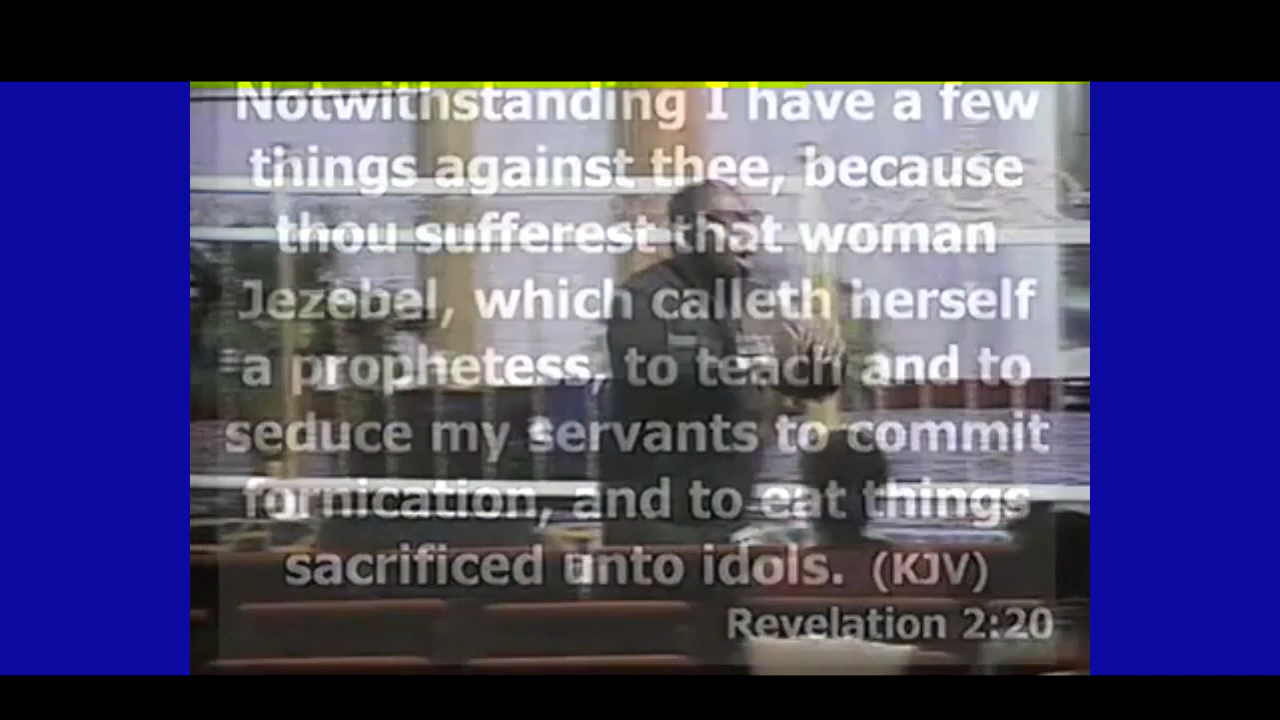 Notwithstanding I have a few
things against thee, because
thou sufferest that woman
Jezebel, which calleth herself
a prophetess, to teach and to
seduce my servants to commit
fornication, and to eat things
sacrificed unto idols. (KJV)
Revelation 2:20